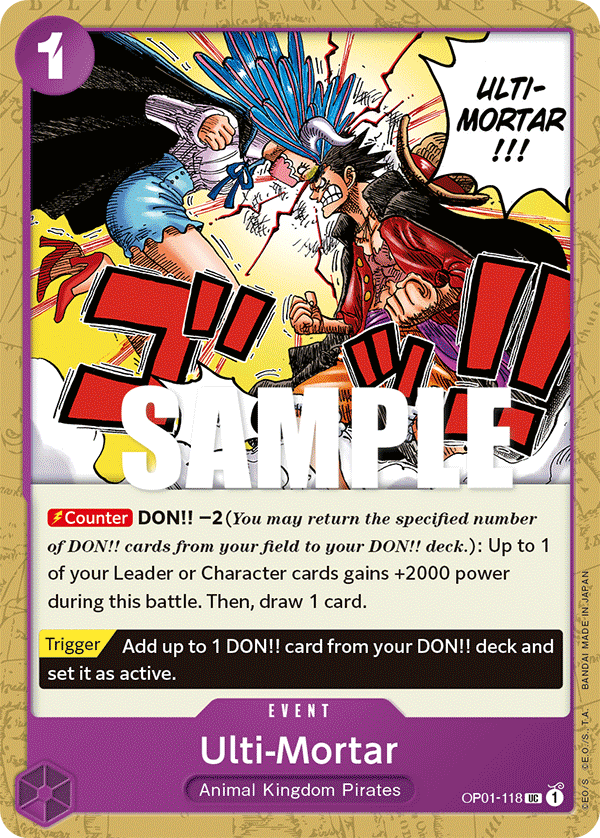 1
ULTI-
MORTAR
!!!
ゴッ!!
SAMPLE
Counter DON!! −2 (You may return the specified number
of DON!! cards from your field to your DON!! deck.): Up to 1
of your Leader or Character cards gains +2000 power
during this battle. Then, draw 1 card.
Trigger Add up to 1 DON!! card from your DON!! deck and
set it as active.
EVENT
Ulti-Mortar
Animal Kingdom Pirates
OP01-118 UC 1
©E.O./S. ©E.O./S.,T.A. BANDAI MADE IN JAPAN